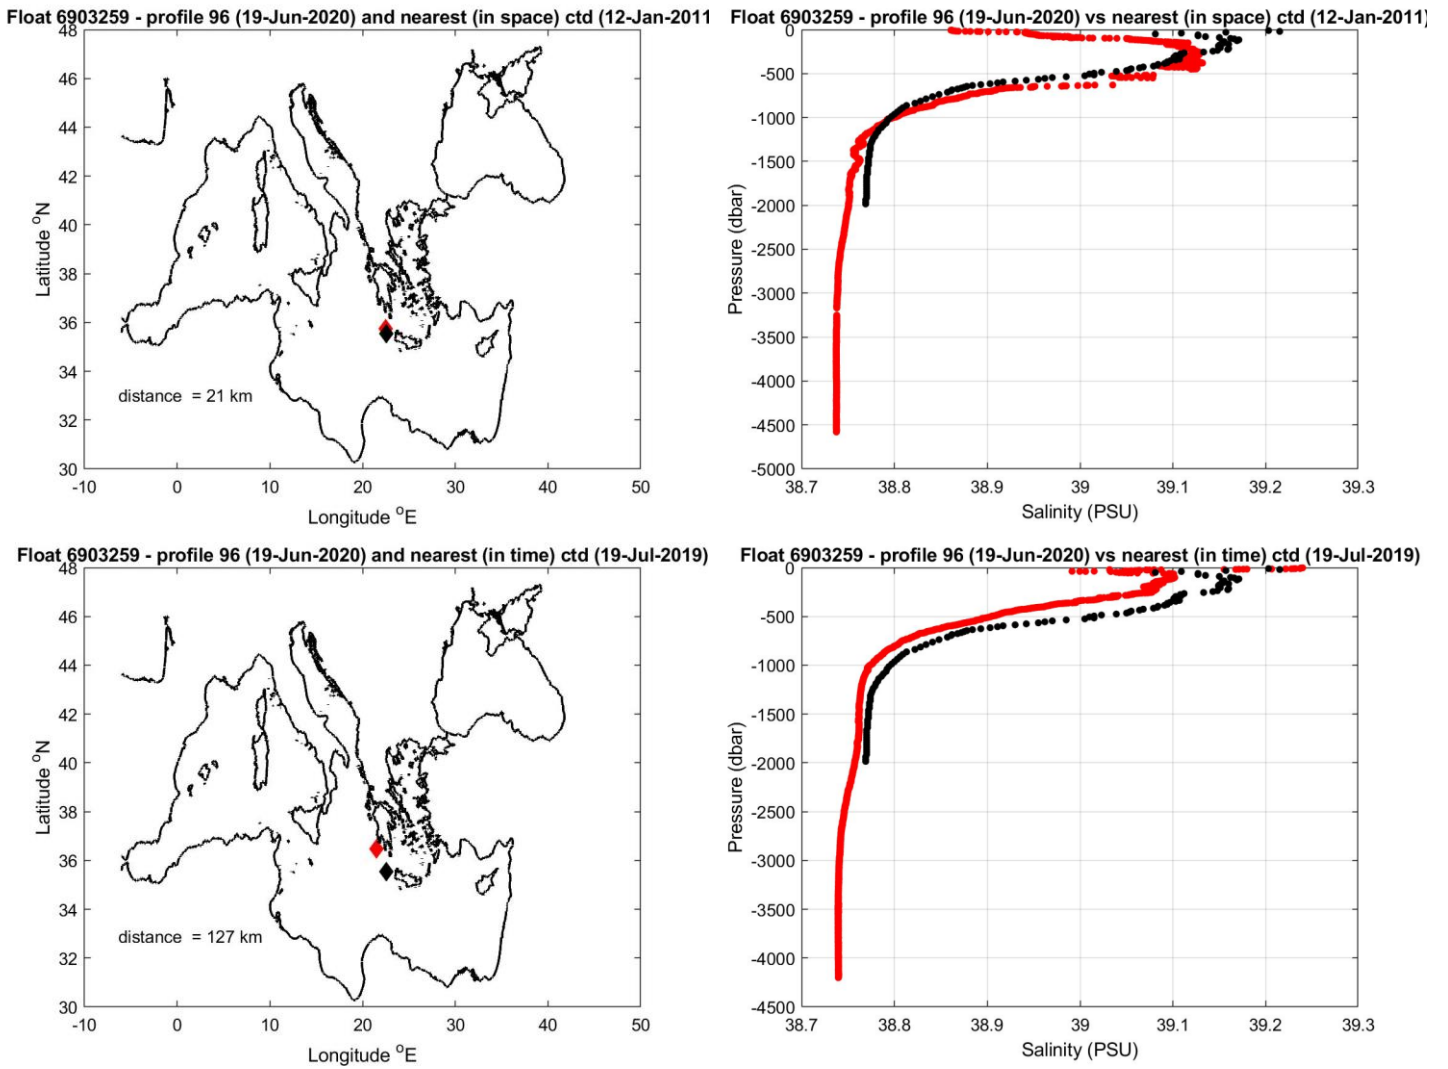 Float 6903259 - profile 96 (19-Jun-2020) and nearest (in space) ctd (12-Jan-2011
48
46
44
42
40
38
36
34
32
30
Latitude °N
distance = 21 km
-10 0 10 20 30 40 50
Longitude °E
Float 6903259 - profile 96 (19-Jun-2020) vs nearest (in space) ctd (12-Jan-2011)
0
-500
-1000
-1500
-2000
-2500
-3000
-3500
-4000
-4500
-5000
Pressure (dbar)
38.7 38.8 38.9 39 39.1 39.2 39.3
Salinity (PSU)
Float 6903259 - profile 96 (19-Jun-2020) and nearest (in time) ctd (19-Jul-2019)
48
46
44
42
40
38
36
34
32
30
Latitude °N
distance = 127 km
-10 0 10 20 30 40 50
Longitude °E
Float 6903259 - profile 96 (19-Jun-2020) vs nearest (in time) ctd (19-Jul-2019)
0
-500
-1000
-1500
-2000
-2500
-3000
-3500
-4000
-4500
Pressure (dbar)
38.7 38.8 38.9 39 39.1 39.2 39.3
Salinity (PSU)